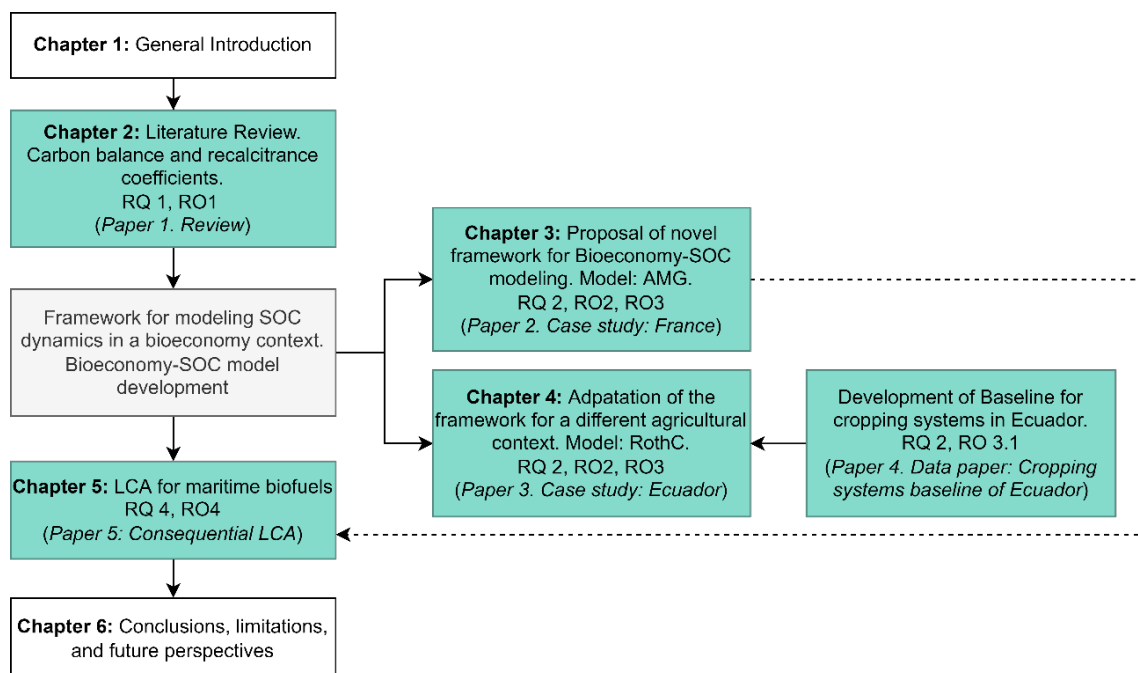 Chapter 1: General Introduction
Chapter 2: Literature Review.
Carbon balance and recalcitrance
coefficients.
RQ 1, RO1
(Paper 1. Review)
Framework for modeling SOC
dynamics in a bioeconomy context.
Bioeconomy-SOC model
development
Chapter 3: Proposal of novel
framework for Bioeconomy-SOC
modeling. Model: AMG.
RQ 2, RO2, RO3
(Paper 2. Case study: France)
Chapter 4: Adpatation of the
framework for a different agricultural
context. Model: RothC.
RQ 2, RO2, RO3
(Paper 3. Case study: Ecuador)
Development of Baseline for
cropping systems in Ecuador.
RQ 2, RO 3.1
(Paper 4. Data paper: Cropping
systems baseline of Ecuador)
Chapter 5: LCA for maritime biofuels
RQ 4, RO4
(Paper 5: Consequential LCA)
Chapter 6: Conclusions, limitations,
and future perspectives